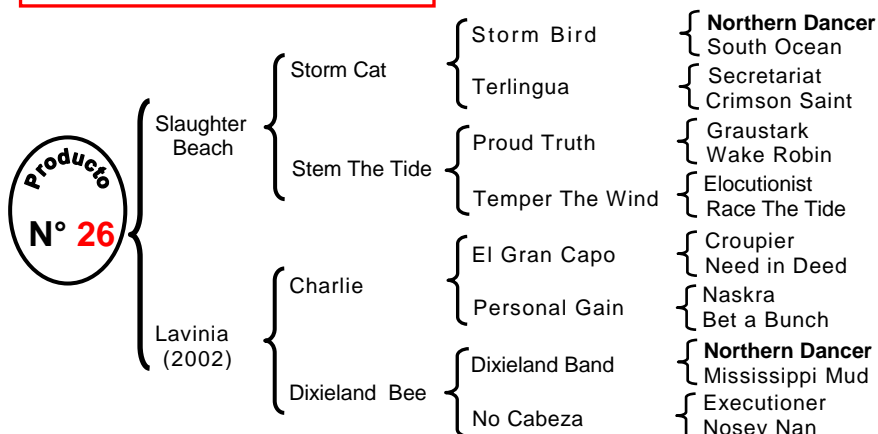 Producto
N° 26
Slaughter
Beach
Lavinia
(2002)
Storm Cat
Stem The Tide
Charlie
Dixieland Bee
Storm Bird
Terlingua
Proud Truth
Temper The Wind
El Gran Capo
Personal Gain
Dixieland Band
No Cabeza
Northern Dancer
South Ocean
Secretariat
Crimson Saint
Graustark
Wake Robin
Elocutionist
Race The Tide
Croupier
Need in Deed
Naskra
Bet a Bunch
Northern Dancer
Mississippi Mud
Executioner
Nosey Nan